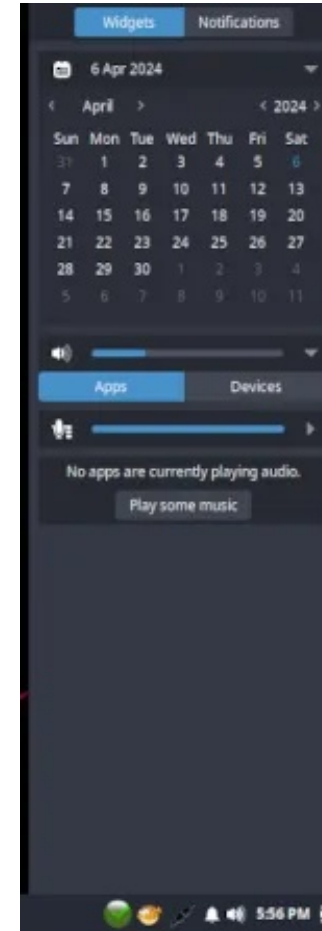 Widgets Notifications
6 Apr 2024
April 2024
Sun Mon Tue Wed Thu Fri Sat
31 1 2 3 4 5 6
7 8 9 10 11 12 13
14 15 16 17 18 19 20
21 22 23 24 25 26 27
28 29 30 1 2 3 4
5 6 7 8 9 10 11
Apps Devices
No apps are currently playing audio.
Play some music
5:56 PM